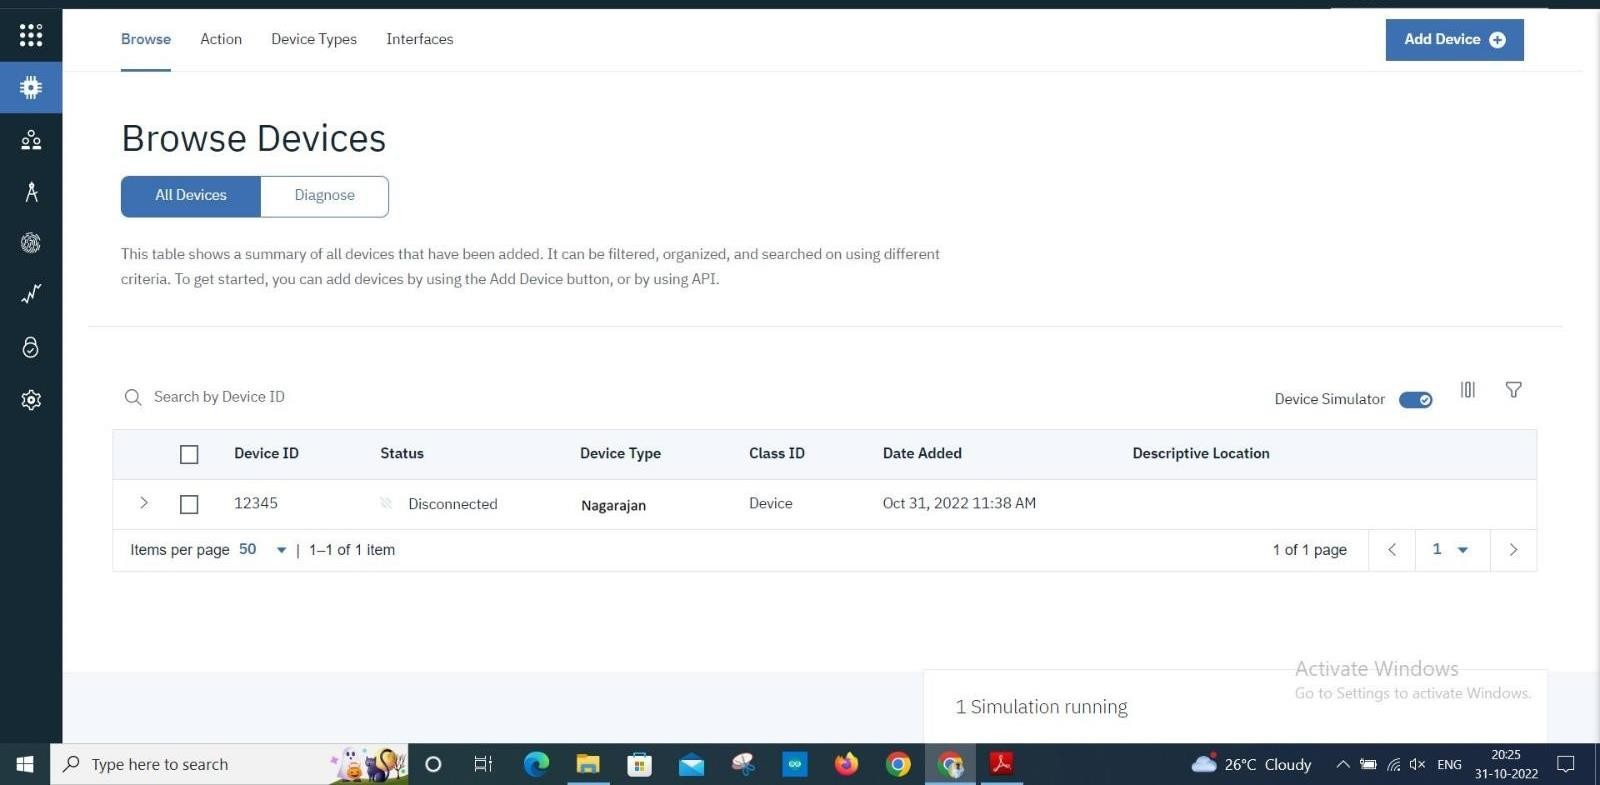 Browse Action Device Types Interfaces Add Device
Browse Devices
All Devices Diagnose
This table shows a summary of all devices that have been added. It can be filtered, organized, and searched on using different
criteria. To get started, you can add devices by using the Add Device button, or by using API.
Search by Device ID Device Simulator
Device ID Status Device Type Class ID Date Added Descriptive Location
12345 Disconnected Nagarajan Device Oct 31, 2022 11:38 AM
Items per page 50 | 1–1 of 1 item 1 of 1 page 1
Activate Windows
Go to Settings to activate Windows.
1 Simulation running
Type here to search 26°C Cloudy ENG 20:25
31-10-2022